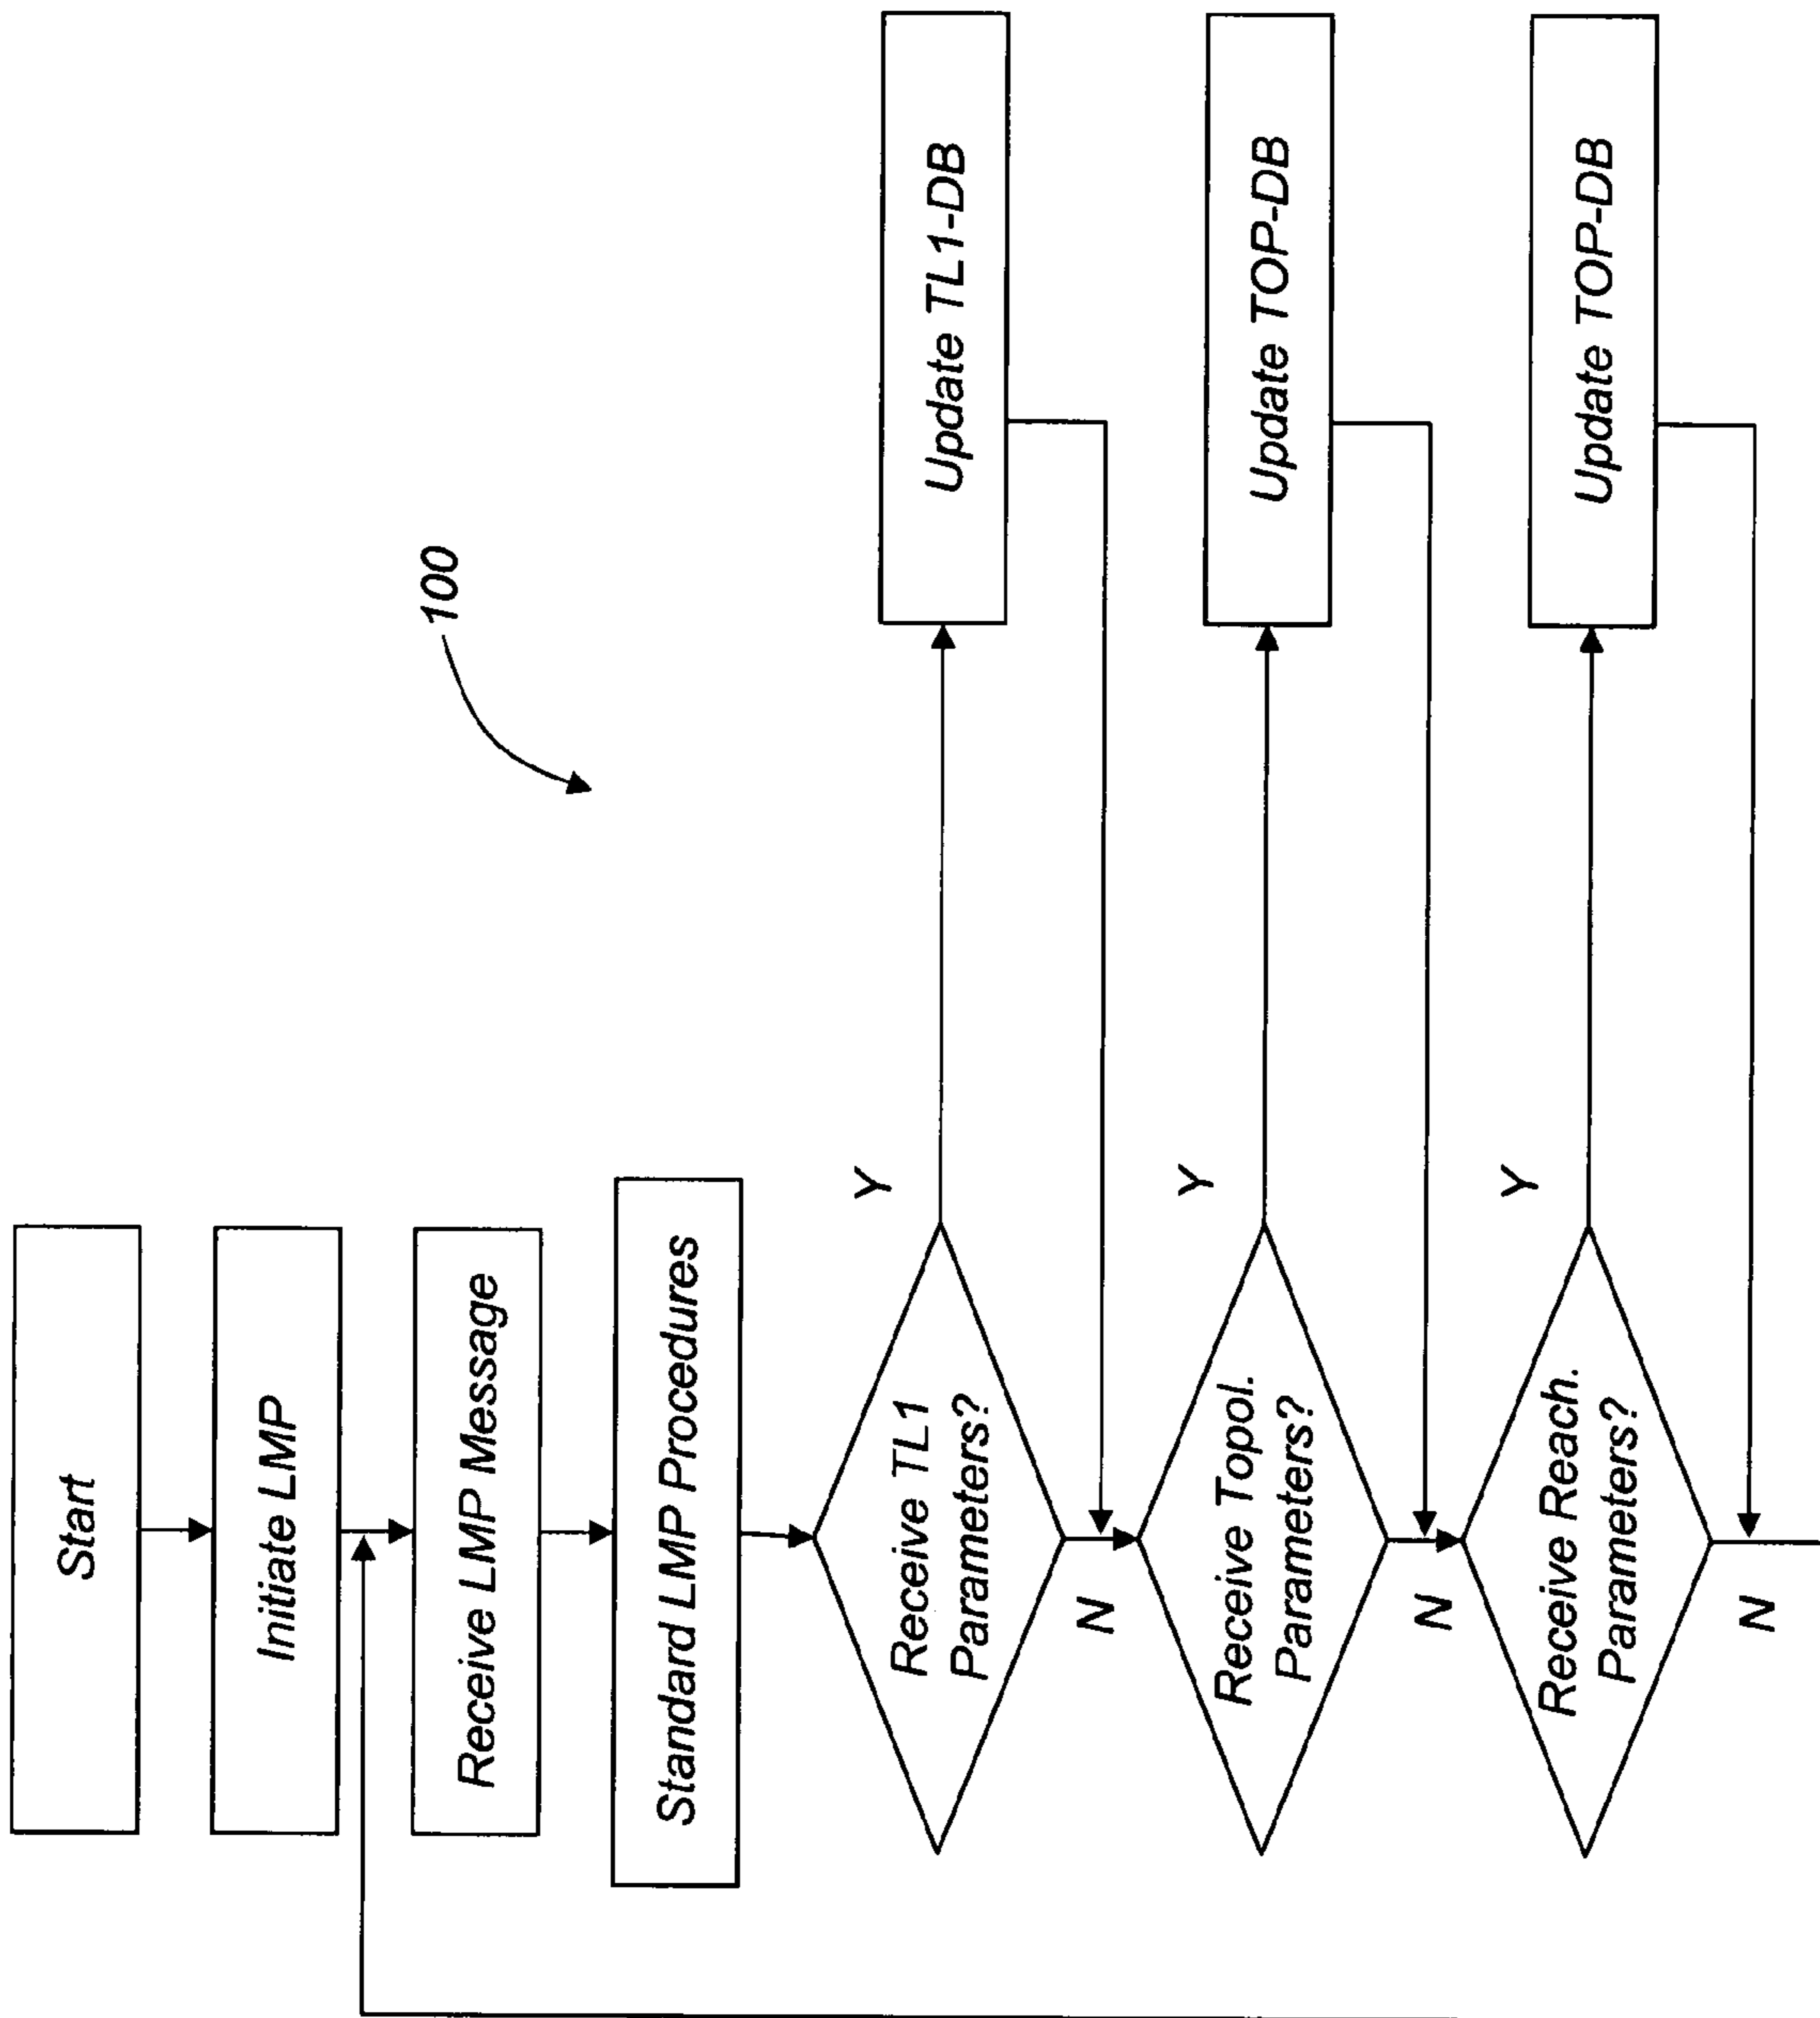 100
Start
Initiate LMP
Receive LMP Message
Standard LMP Procedures
Receive TL1
Parameters?
Y
Update TL1-DB
N
Receive Topol.
Parameters?
Y
Update TOP-DB
N
Receive Reach.
Parameters?
Y
Update TOP-DB
N